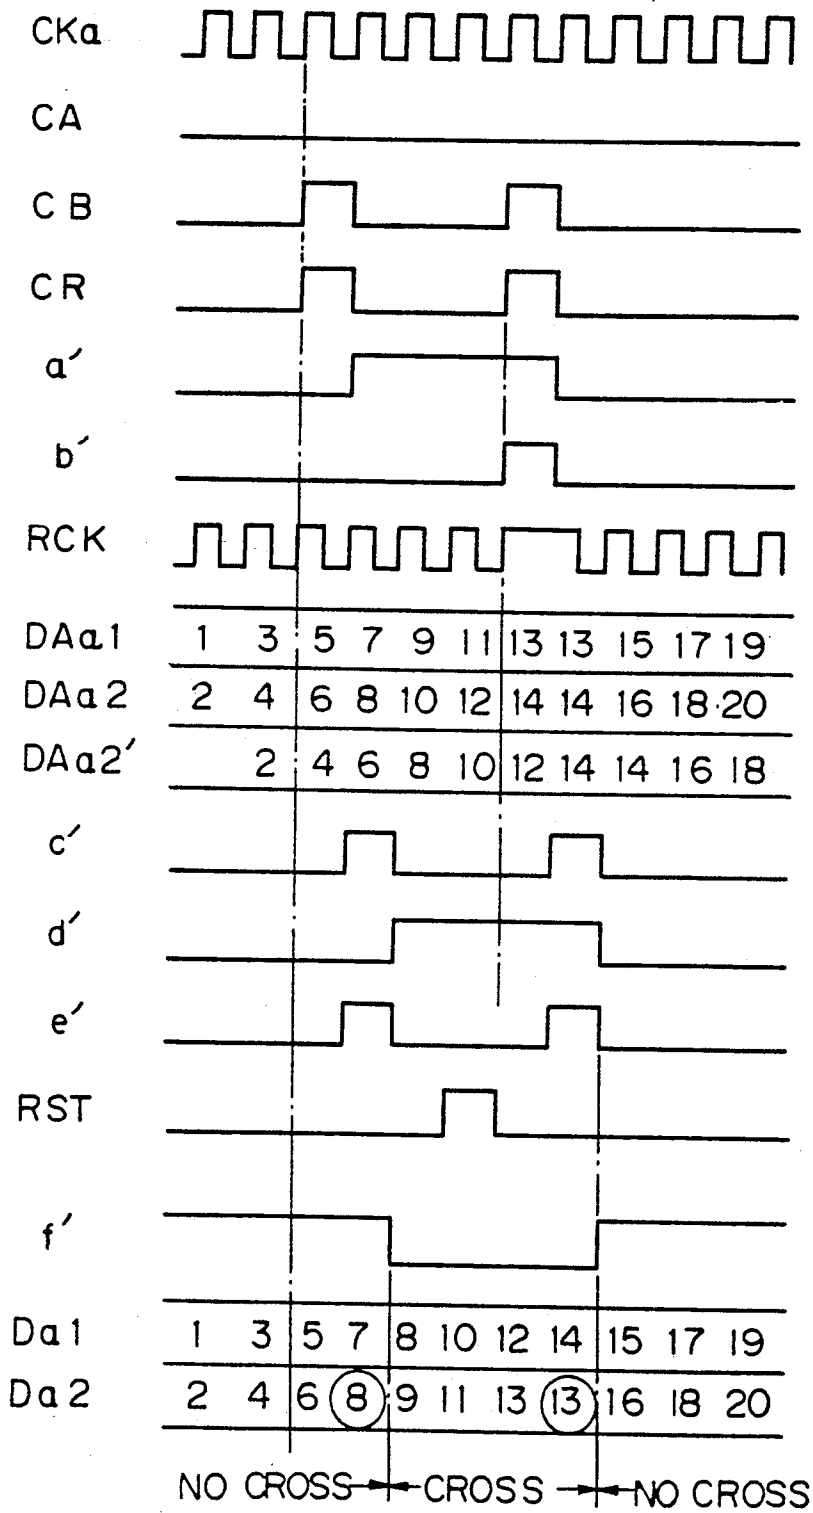 CKa
CA
CB
CR
a′
b′
RCK
DAa1 1 3 5 7 9 11 13 13 15 17 19
DAa2 2 4 6 8 10 12 14 14 16 18 20
DAa2′ 2 4 6 8 10 12 14 14 16 18
c′
d′
e′
RST
f′
Da1 1 3 5 7 8 10 12 14 15 17 19
Da2 2 4 6 8 9 11 13 13 16 18 20
NO CROSS CROSS NO CROSS